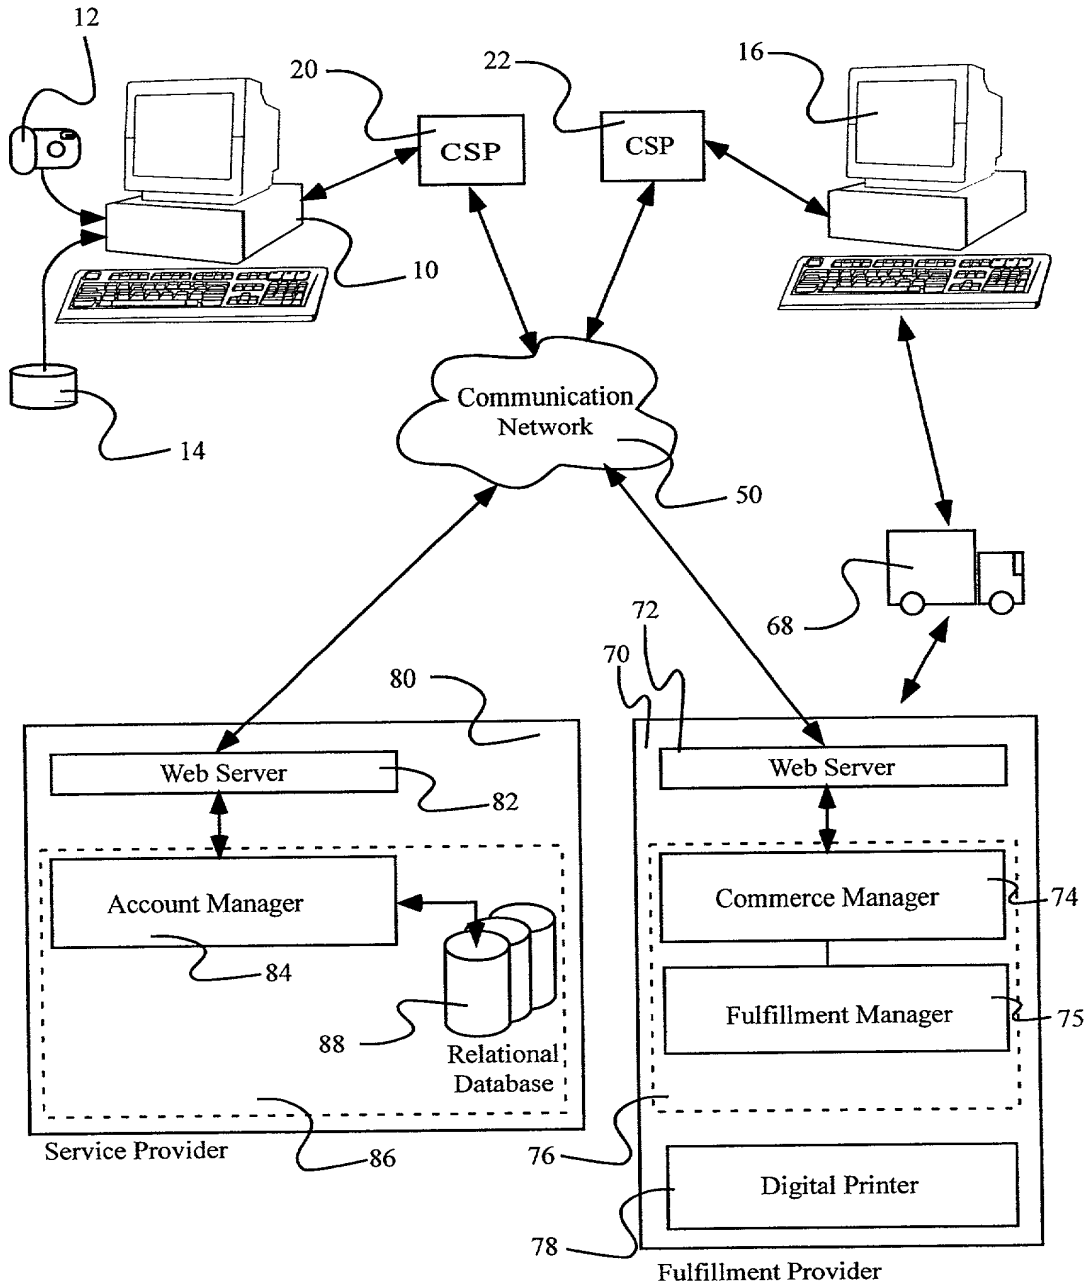 12
20
22
16
CSP
CSP
10
14
Communication
Network
50
68
72
70
80
Web Server
82
Web Server
Account Manager
84
Commerce Manager
74
88
Relational
Database
Fulfillment Manager
75
86
Service Provider
76
Digital Printer
78
Fulfillment Provider